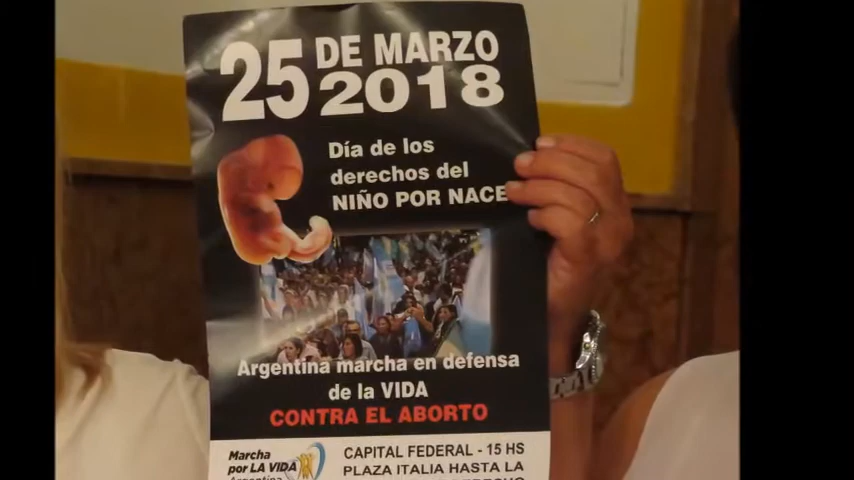 25 DE MARZO
2018
Día de los
derechos del
NIÑO POR NACE
Argentina marcha en defensa
de la VIDA
CONTRA EL ABORTO
Marcha
por LA VIDA
Argentina
CAPITAL FEDERAL - 15 HS
PLAZA ITALIA HASTA LA